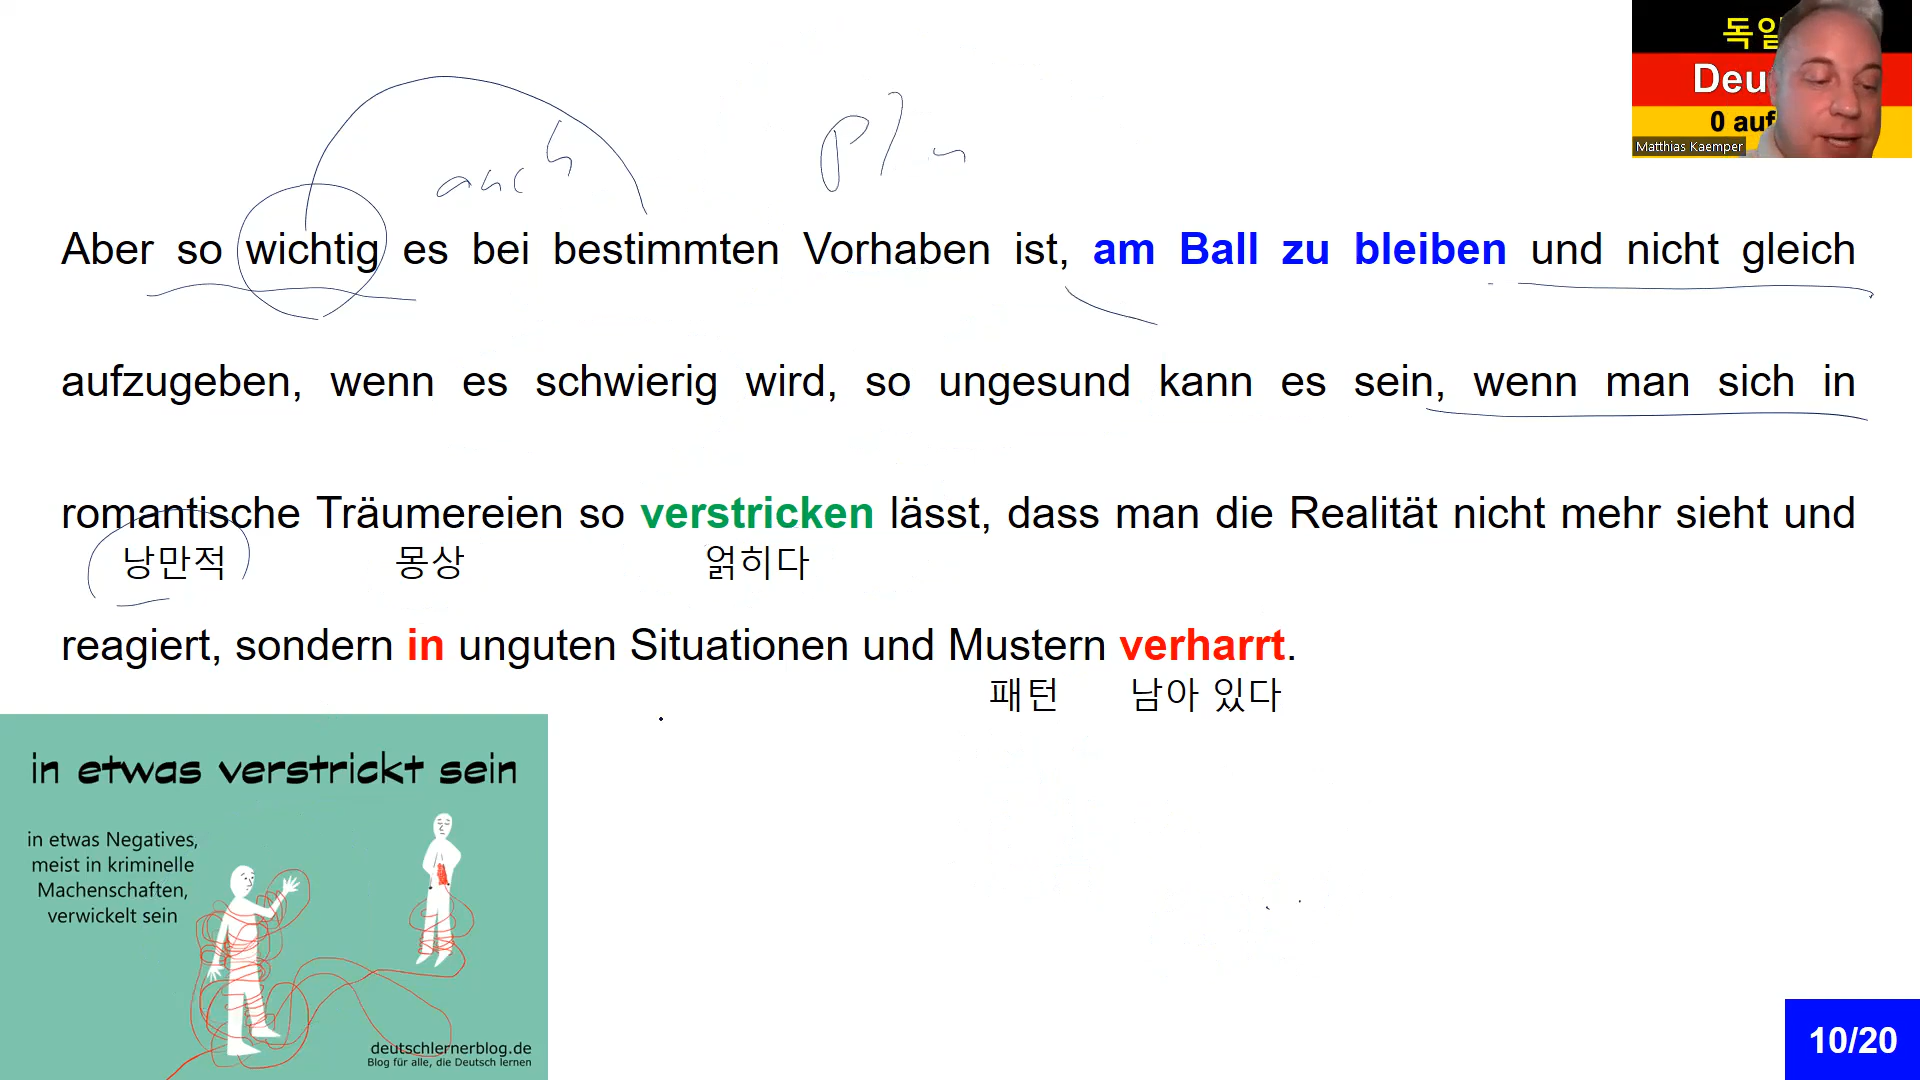 독일
Deu
0 auf
Matthias Kaemper
auch
Aber so wichtig es bei bestimmten Vorhaben ist, am Ball zu bleiben und nicht gleich
aufzugeben, wenn es schwierig wird, so ungesund kann es sein, wenn man sich in
romantische Träumereien so verstricken lässt, dass man die Realität nicht mehr sieht und
낭만적 몽상 얽히다
reagiert, sondern in unguten Situationen und Mustern verharrt.
패턴 남아 있다
in etwas verstrickt sein
in etwas Negatives,
meist in kriminelle
Machenschaften,
verwickelt sein
deutschlernerblog.de
Blog für alle, die Deutsch lernen
10/20